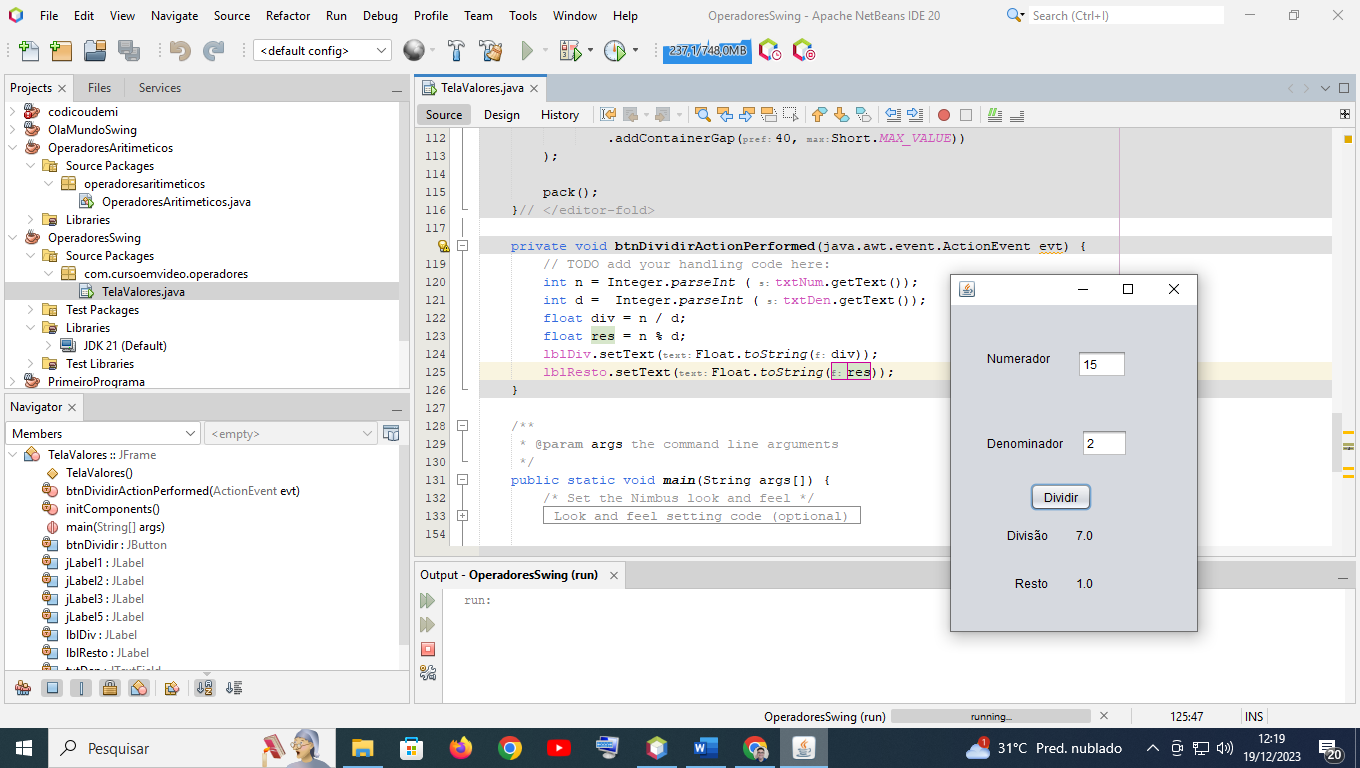 File Edit View Navigate Source Refactor Run Debug Profile Team Tools Window Help OperadoresSwing - Apache NetBeans IDE 20 Search (Ctrl+I)
<default config> 237,1/748,0MB
Projects Files Services
codicoudemi
OlaMundoSwing
OperadoresAritimeticos
Source Packages
operadoresaritimeticos
OperadoresAritimeticos.java
Libraries
OperadoresSwing
Source Packages
com.cursoemvideo.operadores
TelaValores.java
Test Packages
Libraries
JDK 21 (Default)
Test Libraries
PrimeiroPrograma
Navigator
Members <empty>
TelaValores :: JFrame
TelaValores()
btnDividirActionPerformed(ActionEvent evt)
initComponents()
main(String[] args)
btnDividir : JButton
jLabel1 : JLabel
jLabel2 : JLabel
jLabel3 : JLabel
jLabel5 : JLabel
lblDiv : JLabel
lblResto : JLabel
txtDen : JTextField
TelaValores.java
Source Design History
112 .addContainerGap(pref: 40, max: Short.MAX_VALUE))
113 );
114
115 pack();
116 }// </editor-fold>
117
private void btnDividirActionPerformed(java.awt.event.ActionEvent evt) {
119 // TODO add your handling code here:
120 int n = Integer.parseInt ( s: txtNum.getText());
121 int d =  Integer.parseInt ( s: txtDen.getText());
122 float div = n / d;
123 float res = n % d;
124 lblDiv.setText(text: Float.toString(f: div));
125 lblResto.setText(text: Float.toString(f: res));
126 }
127
128 /**
129 * @param args the command line arguments
130 */
131 public static void main(String args[]) {
132 /* Set the Nimbus look and feel */
133 Look and feel setting code (optional)
154
Output - OperadoresSwing (run)
run:
Numerador 15
Denominador 2
Dividir
Divisão 7.0
Resto 1.0
OperadoresSwing (run) running... 125:47 INS
Pesquisar 1 31°C Pred. nublado 12:19 19/12/2023 20